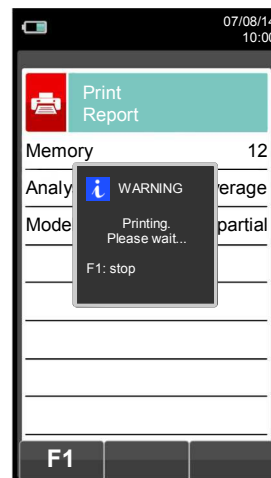 07/08/14
10:00
Print
Report
Memory 12
Analy verage
Mode partial
WARNING
Printing.
Please wait...
F1: stop
F1